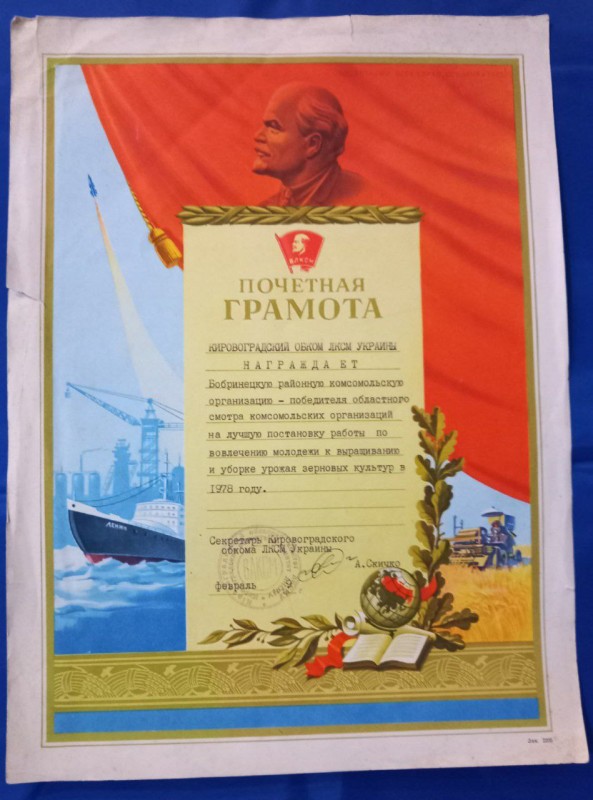 ВЛКСМ
ПОЧЕТНАЯ
ГРАМОТА
КИРОВОГРАДСКИЙ ОБКОМ ЛКСМ УКРАИНЫ
НАГРАЖДАЕТ
Бобринецкую районную комсомольскую
организацию - победителя областного
смотра комсомольских организаций
на лучшую постановку работы по
вовлечению молодежи к выращиванию
и уборке урожая зерновых культур в
1978 году.
Секретарь Кировоградского
обкома ЛКСМ Украины
А.Скичко
февраль
ЛЕНИН
ВЛКСМ
Зак.